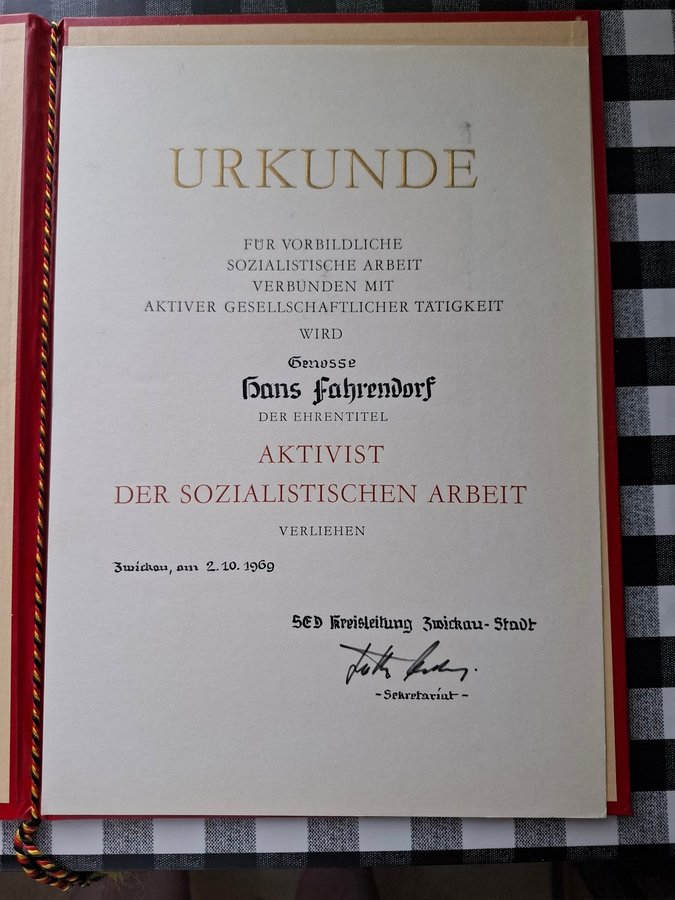 URKUNDE
FÜR VORBILDLICHE
SOZIALISTISCHE ARBEIT
VERBUNDEN MIT
AKTIVER GESELLSCHAFTLICHER TÄTIGKEIT
WIRD
Genosse
Hans Fahrendorf
DER EHRENTITEL
AKTIVIST
DER SOZIALISTISCHEN ARBEIT
VERLIEHEN
Zwickau, am 2.10.1969
SED Kreisleitung Zwickau-Stadt
-Sekretariat-